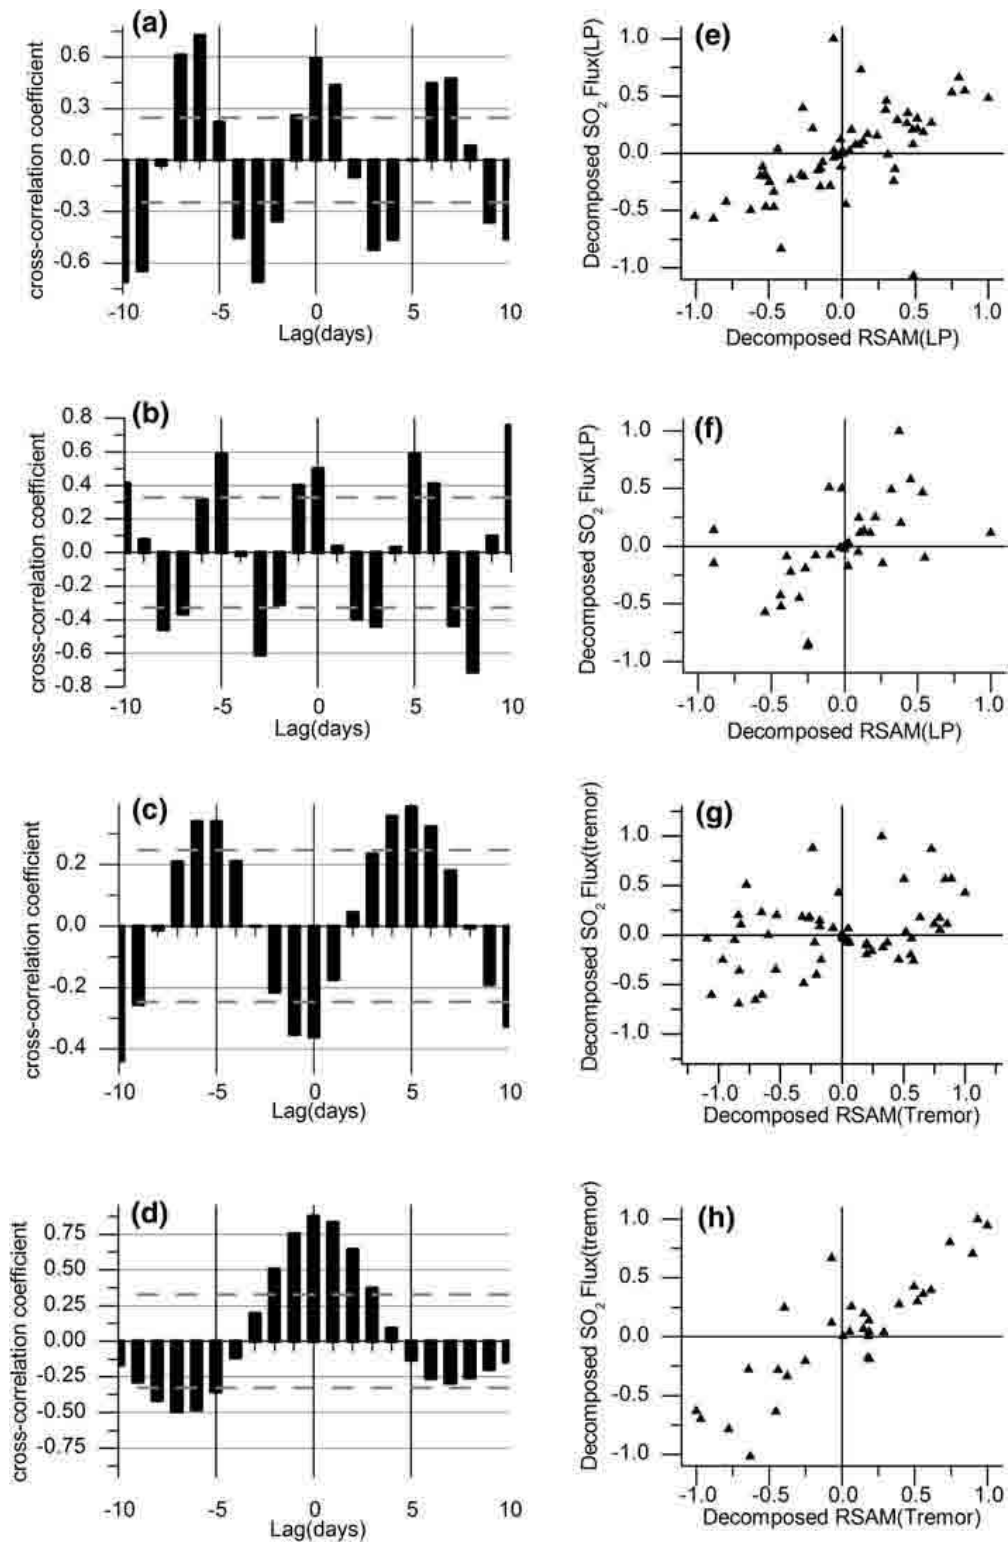 (a)
cross-correlation coefficient
0.6
0.3
0.0
-0.3
-0.6
-10 -5 0 5 10
Lag(days)
(e)
Decomposed SO2 Flux(LP)
1.0
0.5
0.0
-0.5
-1.0
-1.0 -0.5 0.0 0.5 1.0
Decomposed RSAM(LP)
(b)
cross-correlation coefficient
0.8
0.6
0.4
0.2
0.0
-0.2
-0.4
-0.6
-0.8
-10 -5 0 5 10
Lag(days)
(f)
Decomposed SO2 Flux(LP)
1.0
0.5
0.0
-0.5
-1.0
-1.0 -0.5 0.0 0.5 1.0
Decomposed RSAM(LP)
(c)
cross-correlation coefficient
0.2
0.0
-0.2
-0.4
-10 -5 0 5 10
Lag(days)
(g)
Decomposed SO2 Flux(tremor)
1.0
0.5
0.0
-0.5
-1.0
-1.0 -0.5 0.0 0.5 1.0
Decomposed RSAM(Tremor)
(d)
cross-correlation coefficient
0.75
0.50
0.25
0.00
-0.25
-0.50
-0.75
-10 -5 0 5 10
Lag(days)
(h)
Decomposed SO2 Flux(tremor)
1.0
0.5
0.0
-0.5
-1.0
-1.0 -0.5 0.0 0.5 1.0
Decomposed RSAM(Tremor)